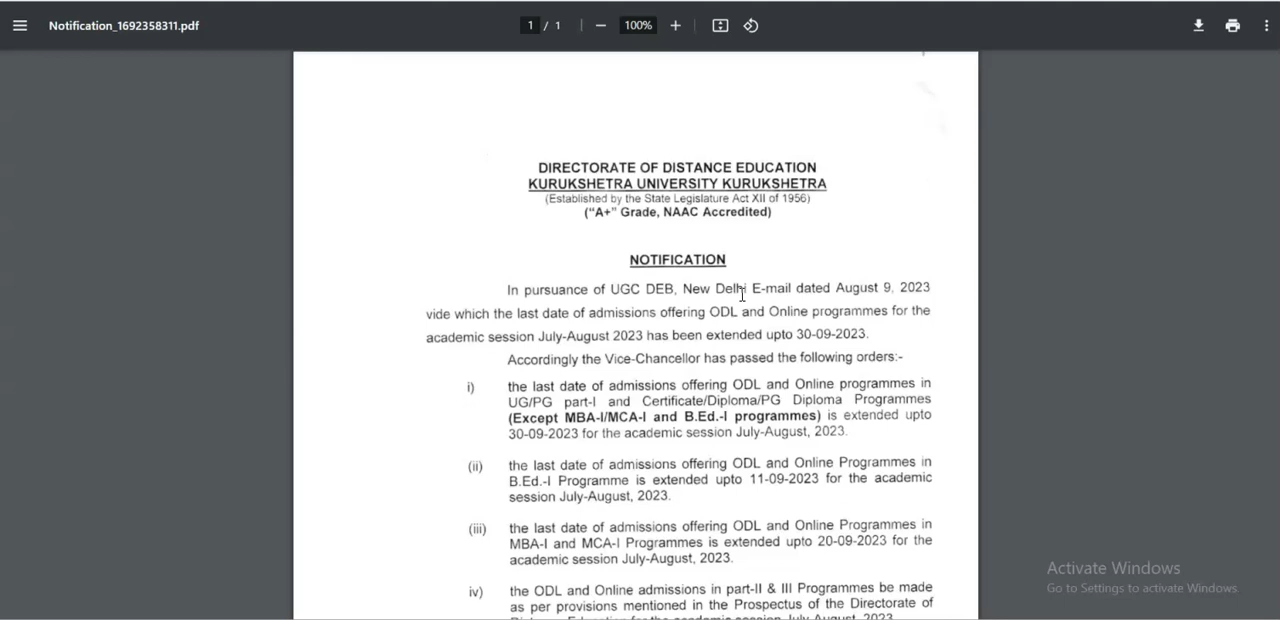 Notification_1692358311.pdf
1 / 1
100%
DIRECTORATE OF DISTANCE EDUCATION
KURUKSHETRA UNIVERSITY KURUKSHETRA
(Established by the State Legislature Act XII of 1956)
("A+" Grade, NAAC Accredited)
NOTIFICATION
In pursuance of UGC DEB, New Delhi E-mail dated August 9, 2023
vide which the last date of admissions offering ODL and Online programmes for the
academic session July-August 2023 has been extended upto 30-09-2023.
Accordingly the Vice-Chancellor has passed the following orders:-
i) the last date of admissions offering ODL and Online programmes in
UG/PG part-I and Certificate/Diploma/PG Diploma Programmes
(Except MBA-I/MCA-I and B.Ed.-I programmes) is extended upto
30-09-2023 for the academic session July-August, 2023.
(ii) the last date of admissions offering ODL and Online Programmes in
B.Ed.-I Programme is extended upto 11-09-2023 for the academic
session July-August, 2023.
(iii) the last date of admissions offering ODL and Online Programmes in
MBA-I and MCA-I Programmes is extended upto 20-09-2023 for the
academic session July-August, 2023.
iv) the ODL and Online admissions in part-II & III Programmes be made
as per provisions mentioned in the Prospectus of the Directorate of
Activate Windows
Go to Settings to activate Windows.